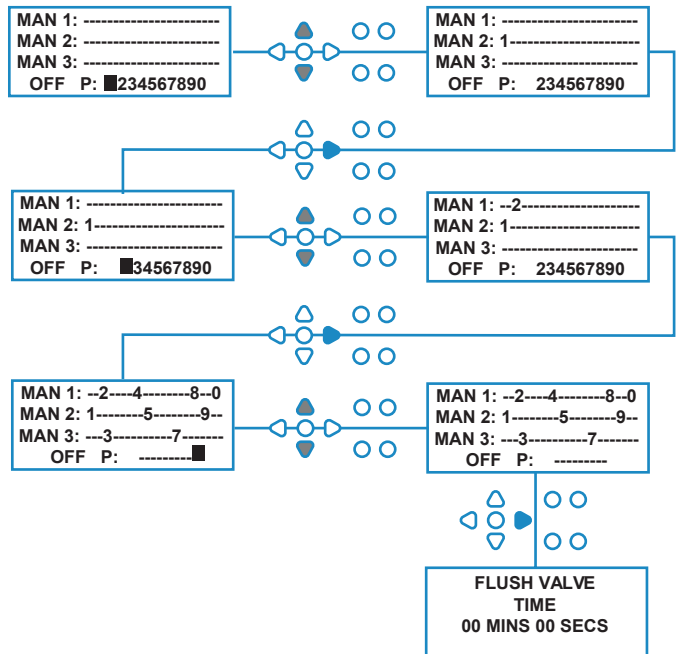 MAN 1: -----------------------
MAN 2: -----------------------
MAN 3: -----------------------
OFF P: █234567890
MAN 1: -----------------------
MAN 2: 1----------------------
MAN 3: -----------------------
OFF P: 234567890
MAN 1: -----------------------
MAN 2: 1----------------------
MAN 3: -----------------------
OFF P: █34567890
MAN 1: --2--------------------
MAN 2: 1----------------------
MAN 3: -----------------------
OFF P: 234567890
MAN 1: --2----4--------8--0
MAN 2: 1--------5--------9--
MAN 3: ---3----------7-------
OFF P: ---------█
MAN 1: --2----4--------8--0
MAN 2: 1--------5--------9--
MAN 3: ---3----------7-------
OFF P: ---------
FLUSH VALVE
TIME
00 MINS 00 SECS